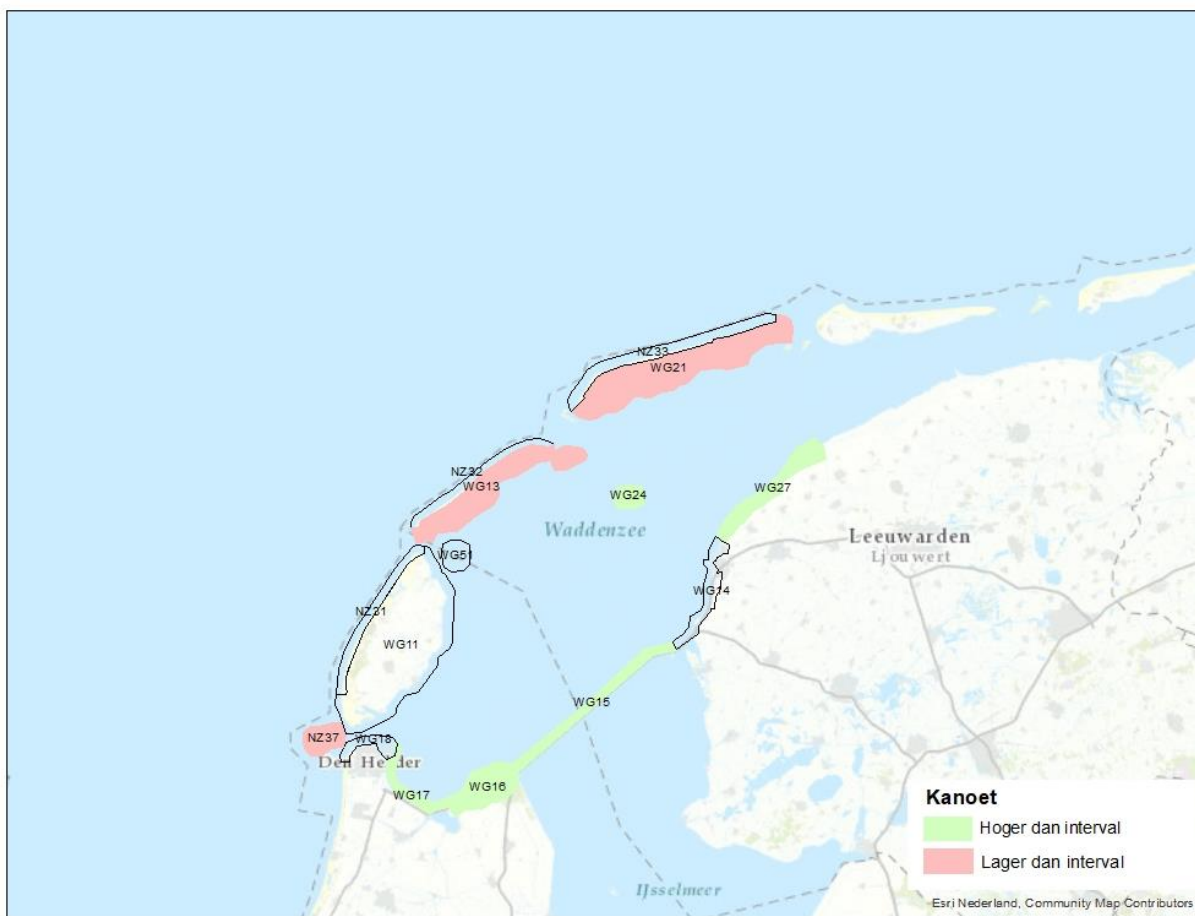 NZ33
WG21
NZ32
WG13
WG24
WG27
Waddenzee
Leeuwarden
Ljouwert
WG51
WG14
NZ31
WG11
WG15
NZ37
WG18
Den Helder
WG16
WG17
Kanoet
Hoger dan interval
Lager dan interval
IJsselmeer
Esri Nederland, Community Map Contributors